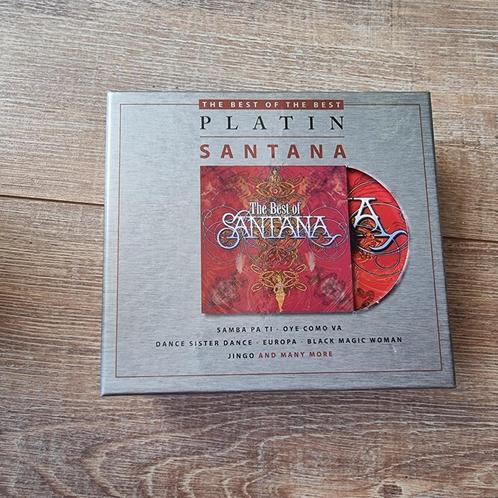 THE BEST OF THE BEST
PLATIN
SANTANA
The Best of
SANTANA
A
SAMBA PA TI · OYE COMO VA
DANCE SISTER DANCE · EUROPA · BLACK MAGIC WOMAN
JINGO AND MANY MORE